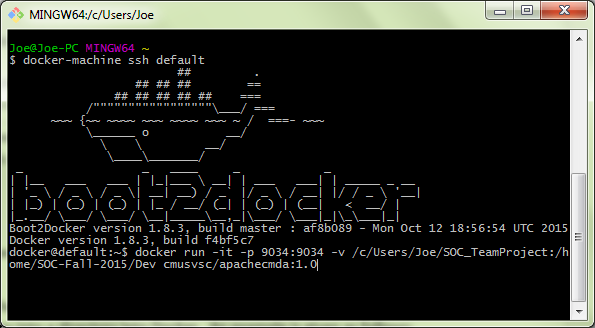 MINGW64:/c/Users/Joe
Joe@Joe-PC MINGW64 ~
$ docker-machine ssh default
boot2docker
Boot2Docker version 1.8.3, build master : af8b089 - Mon Oct 12 18:56:54 UTC 2015
Docker version 1.8.3, build f4bf5c7
docker@default:~$ docker run -it -p 9034:9034 -v /c/Users/Joe/SOC_TeamProject:/h
ome/SOC-Fall-2015/Dev cmusvsc/apachecmda:1.0